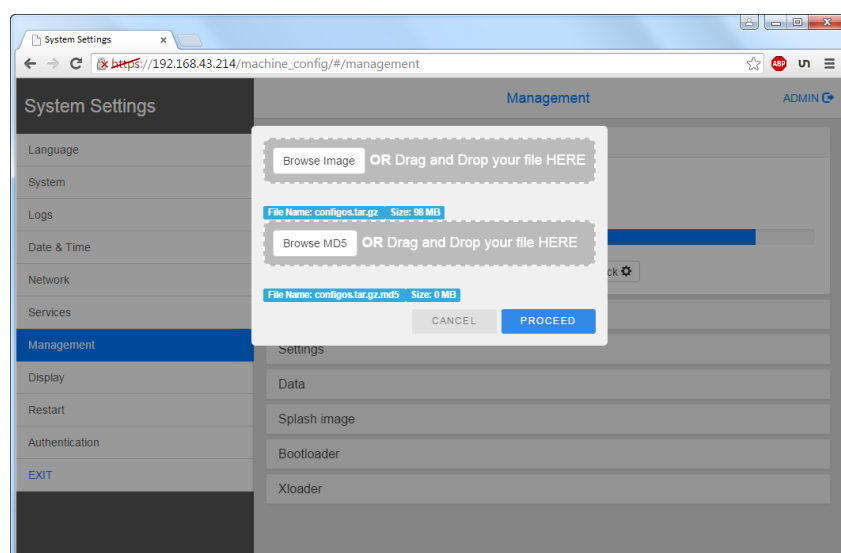 System Settings
https://192.168.43.214/machine_config/#/management
ABP
System Settings
Management
ADMIN
Language
System
Logs
Date & Time
Network
Services
Management
Display
Restart
Authentication
EXIT
Browse Image OR Drag and Drop your file HERE
File Name: configos.tar.gz Size: 98 MB
Browse MD5 OR Drag and Drop your file HERE
File Name: configos.tar.gz.md5 Size: 0 MB
CANCEL PROCEED
ck
Settings
Data
Splash image
Bootloader
Xloader